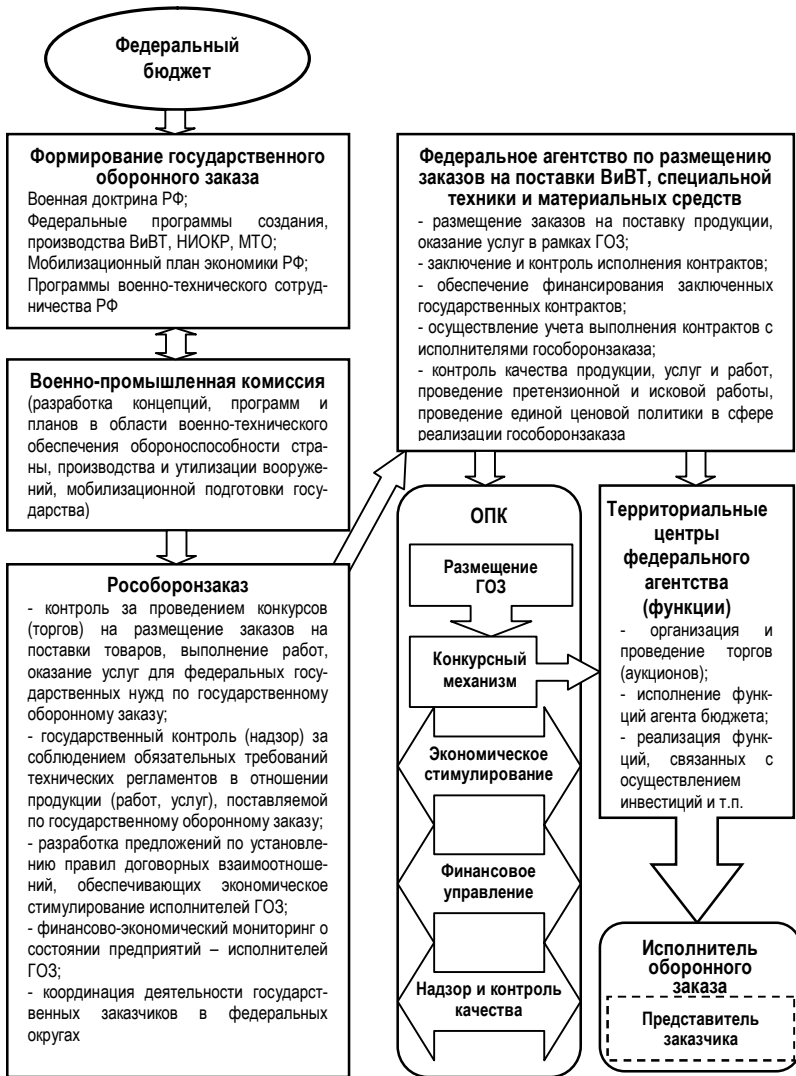 Федеральный
бюджет
Формирование государственного
оборонного заказа
Военная доктрина РФ;
Федеральные программы создания,
производства ВиВТ, НИОКР, МТО;
Мобилизационный план экономики РФ;
Программы военно-технического сотруд-
ничества РФ
Военно-промышленная комиссия
(разработка концепций, программ и
планов в области военно-технического
обеспечения обороноспособности стра-
ны, производства и утилизации вооруже-
ний, мобилизационной подготовки госу-
дарства)
Рособоронзаказ
- контроль за проведением конкурсов
(торгов) на размещение заказов на
поставки товаров, выполнение работ,
оказание услуг для федеральных госу-
дарственных нужд по государственному
оборонному заказу;
- государственный контроль (надзор) за
соблюдением обязательных требований
технических регламентов в отношении
продукции (работ, услуг), поставляемой
по государственному оборонному заказу;
- разработка предложений по установле-
нию правил договорных взаимоотноше-
ний, обеспечивающих экономическое
стимулирование исполнителей ГОЗ;
- финансово-экономический мониторинг о
состоянии предприятий – исполнителей
ГОЗ;
- координация деятельности государст-
венных заказчиков в федеральных
округах
Федеральное агентство по размещению
заказов на поставки ВиВТ, специальной
техники и материальных средств
- размещение заказов на поставку продукции,
оказание услуг в рамках ГОЗ;
- заключение и контроль исполнения контрактов;
- обеспечение финансирования заключенных
государственных контрактов;
- осуществление учета выполнения контрактов с
исполнителями гособоронзаказа;
- контроль качества продукции, услуг и работ,
проведение претензионной и исковой работы,
проведение единой ценовой политики в сфере
реализации гособоронзаказа
ОПК
Размещение
ГОЗ
Конкурсный
механизм
Экономическое
стимулирование
Финансовое
управление
Надзор и контроль
качества
Территориальные
центры
федерального
агентства
(функции)
- организация и
проведение торгов
(аукционов);
- исполнение функ-
ций агента бюджета;
- реализация функ-
ций, связанных с
осуществлением
инвестиций и т.п.
Исполнитель
оборонного
заказа
Представитель
заказчика